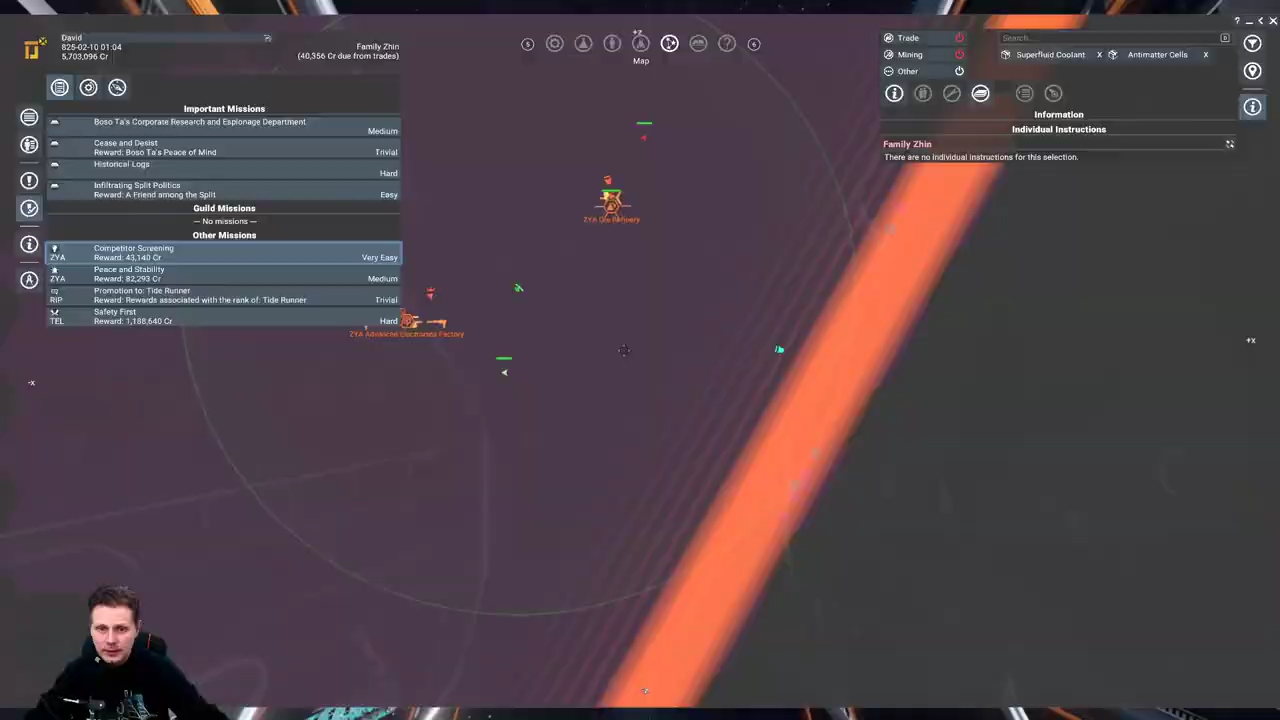 David
825-02-10 01:04
5,703,096 Cr
Family Zhin
(40,356 Cr due from trades)
Map
Important Missions
Boso Ta's Corporate Research and Espionage Department
Medium
Cease and Desist
Reward: Boso Ta's Peace of Mind
Trivial
Historical Logs
Hard
Infiltrating Split Politics
Reward: A Friend among the Split
Easy
Guild Missions
— No missions —
Other Missions
Competitor Screening
ZYA Reward: 43,140 Cr Very Easy
Peace and Stability
ZYA Reward: 82,293 Cr Medium
Promotion to: Tide Runner
RIP Reward: Rewards associated with the rank of: Tide Runner Trivial
Safety First
TEL Reward: 1,188,640 Cr Hard
ZYA Ore Refinery
ZYA Advanced Electronics Factory
-x
+x
Trade
Mining
Other
Search...
Superfluid Coolant X
Antimatter Cells X
Information
Individual Instructions
Family Zhin
There are no individual instructions for this selection.